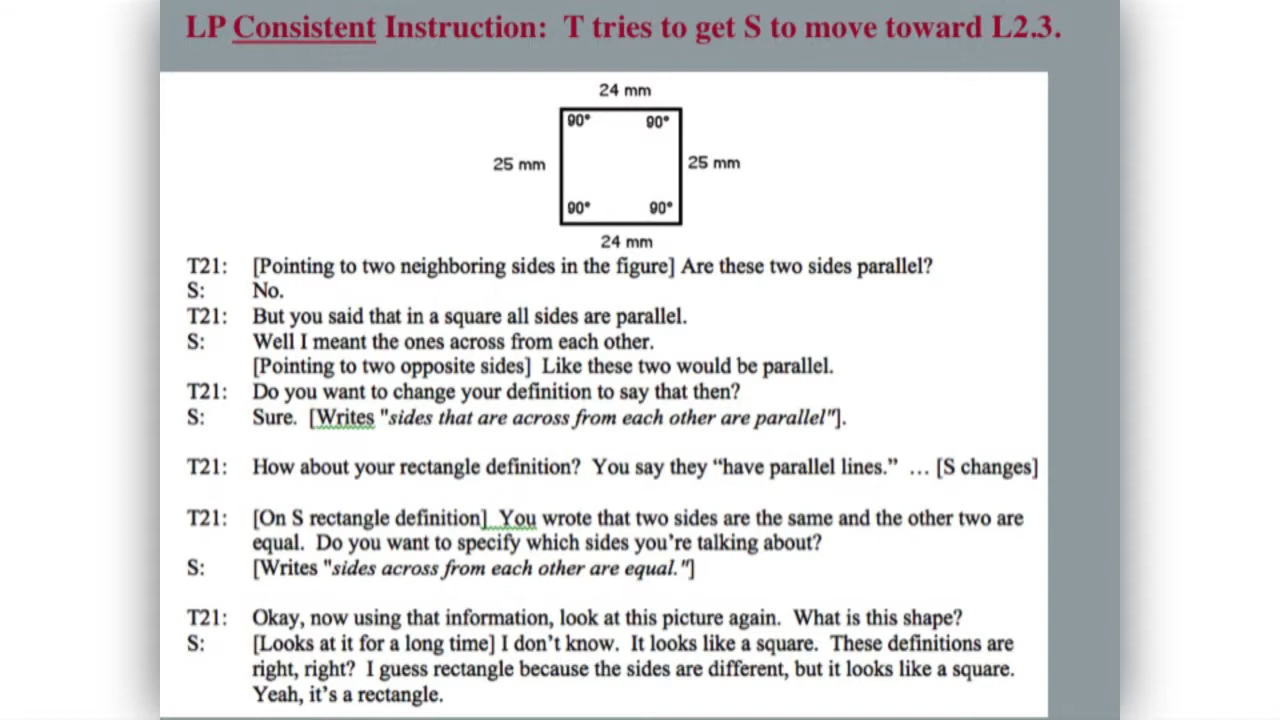 LP Consistent Instruction: T tries to get S to move toward L2.3.
24 mm
90° 90°
25 mm 25 mm
90° 90°
24 mm
T21: [Pointing to two neighboring sides in the figure] Are these two sides parallel?
S: No.
T21: But you said that in a square all sides are parallel.
S: Well I meant the ones across from each other.
[Pointing to two opposite sides] Like these two would be parallel.
T21: Do you want to change your definition to say that then?
S: Sure. [Writes "sides that are across from each other are parallel"].
T21: How about your rectangle definition? You say they “have parallel lines.” … [S changes]
T21: [On S rectangle definition] You wrote that two sides are the same and the other two are
equal. Do you want to specify which sides you’re talking about?
S: [Writes "sides across from each other are equal."]
T21: Okay, now using that information, look at this picture again. What is this shape?
S: [Looks at it for a long time] I don’t know. It looks like a square. These definitions are
right, right? I guess rectangle because the sides are different, but it looks like a square.
Yeah, it’s a rectangle.